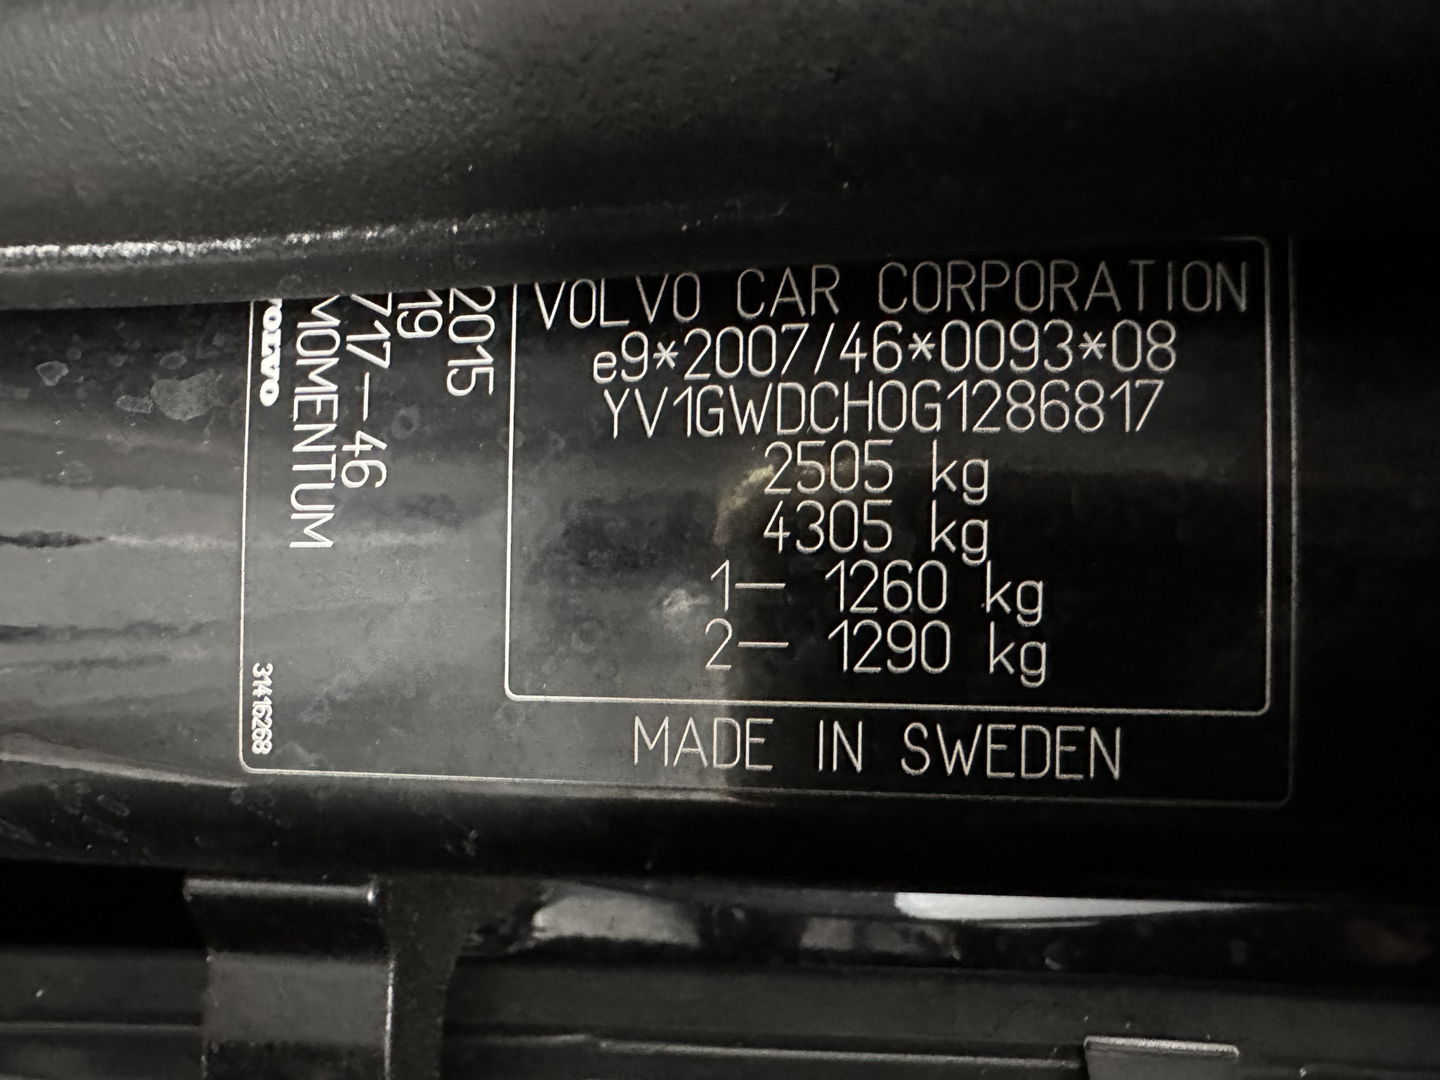 VOLVO CAR CORPORATION
e9*2007/46*0093*08
YV1GWDCH0G1286817
2505 kg
4305 kg
1— 1260 kg
2— 1290 kg
MADE IN SWEDEN
2015
19
717—46
MOMENTUM
VOLVO
31416268